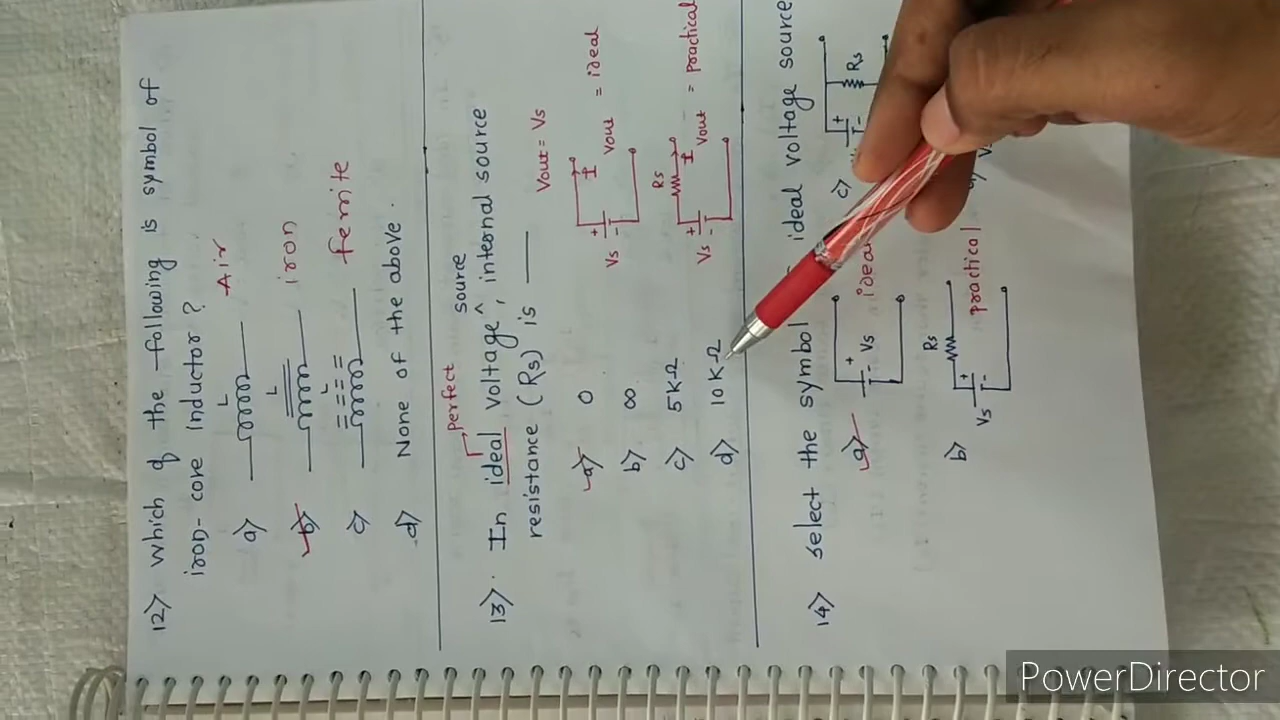 12) which of the following is symbol of
iron-core Inductor ?
a) L Air
b) L iron
c) L ferrite
d) None of the above.
perfect source
13). In ideal voltage ^, internal source
resistance (Rs) is ___
Vout = Vs
a) 0
b) ∞
c) 5KΩ
d) 10KΩ
Vs + - I Vout = ideal
Vs + - Rs I Vout = practical
14) select the symbol ideal voltage source
a) + - Vs ideal
b) Vs + - Rs practical
c) + - Rs